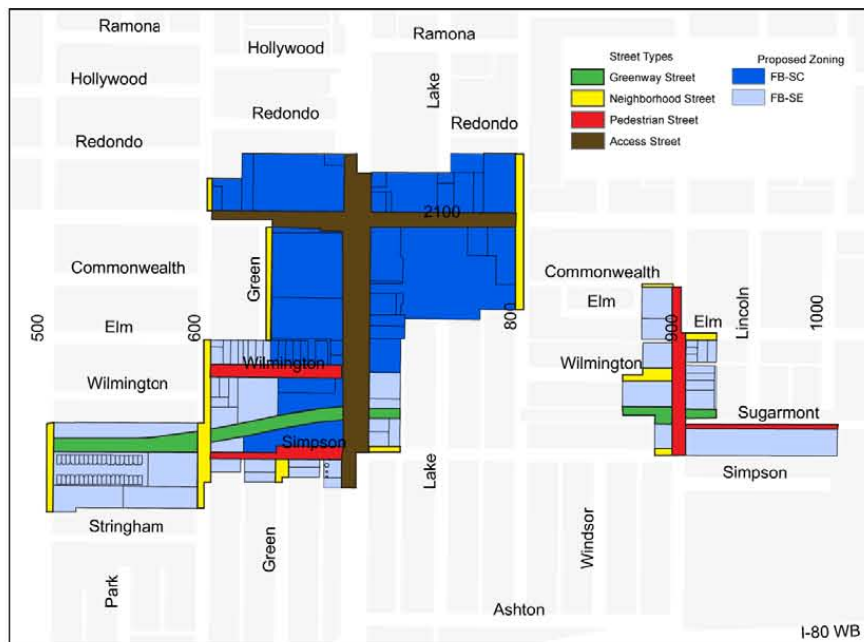 Ramona
Hollywood
Ramona
Hollywood
Lake
Redondo
Redondo
Redondo
Street Types
Greenway Street
Neighborhood Street
Pedestrian Street
Access Street
Proposed Zoning
FB-SC
FB-SE
2100
Commonwealth
Green
Commonwealth
500
Elm
600
800
Elm
900
Elm
Lincoln
1000
Wilmington
Wilmington
Wilmington
Sugarmont
Simpson
Simpson
Lake
Stringham
Green
Windsor
Park
Ashton
I-80 WB